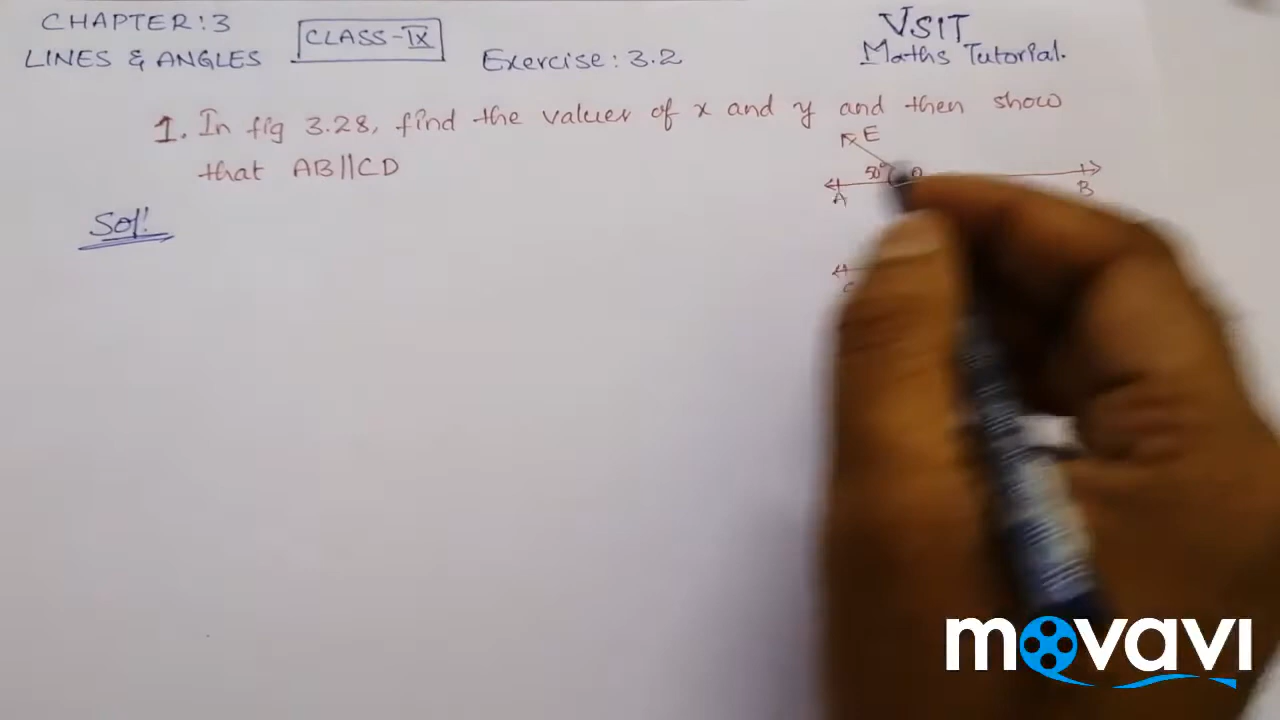 CHAPTER:3
LINES & ANGLES
CLASS-IX
Exercise: 3.2
VSIT
Maths Tutorial.
1. In fig 3.28, find the values of x and y and then show
that AB||CD
Sol!
E
50°
A
B
C
movavi